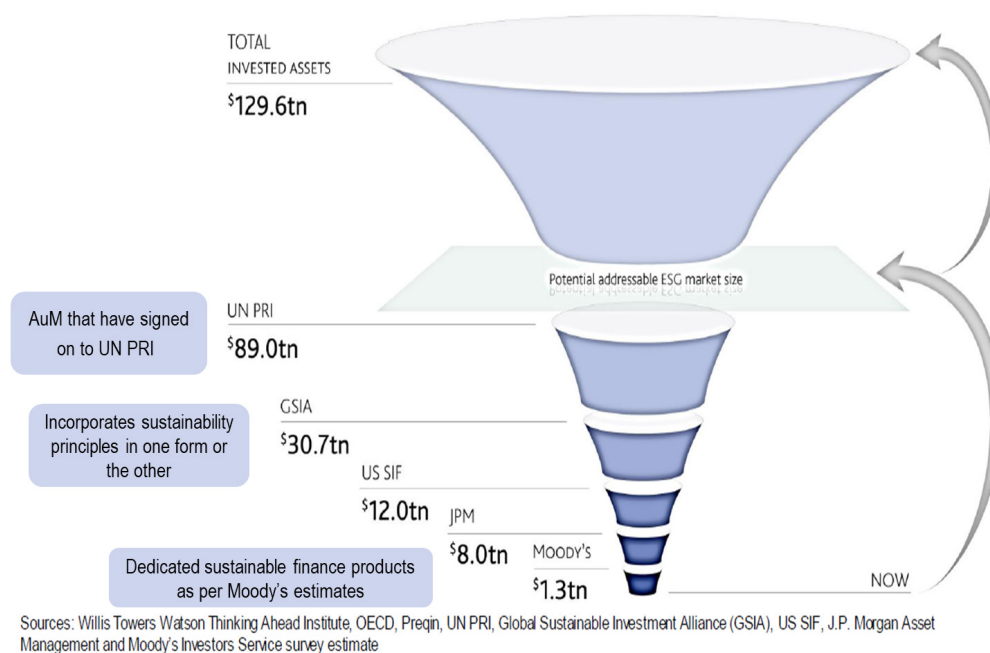 TOTAL
INVESTED ASSETS
$129.6tn
Potential addressable ESG market size
AuM that have signed
on to UN PRI
UN PRI
$89.0tn
Incorporates sustainability
principles in one form or
the other
GSIA
$30.7tn
US SIF
$12.0tn
JPM
$8.0tn
MOODY'S
$1.3tn
Dedicated sustainable finance products
as per Moody's estimates
NOW
Sources: Willis Towers Watson Thinking Ahead Institute, OECD, Preqin, UN PRI, Global Sustainable Investment Alliance (GSIA), US SIF, J.P. Morgan Asset
Management and Moody's Investors Service survey estimate